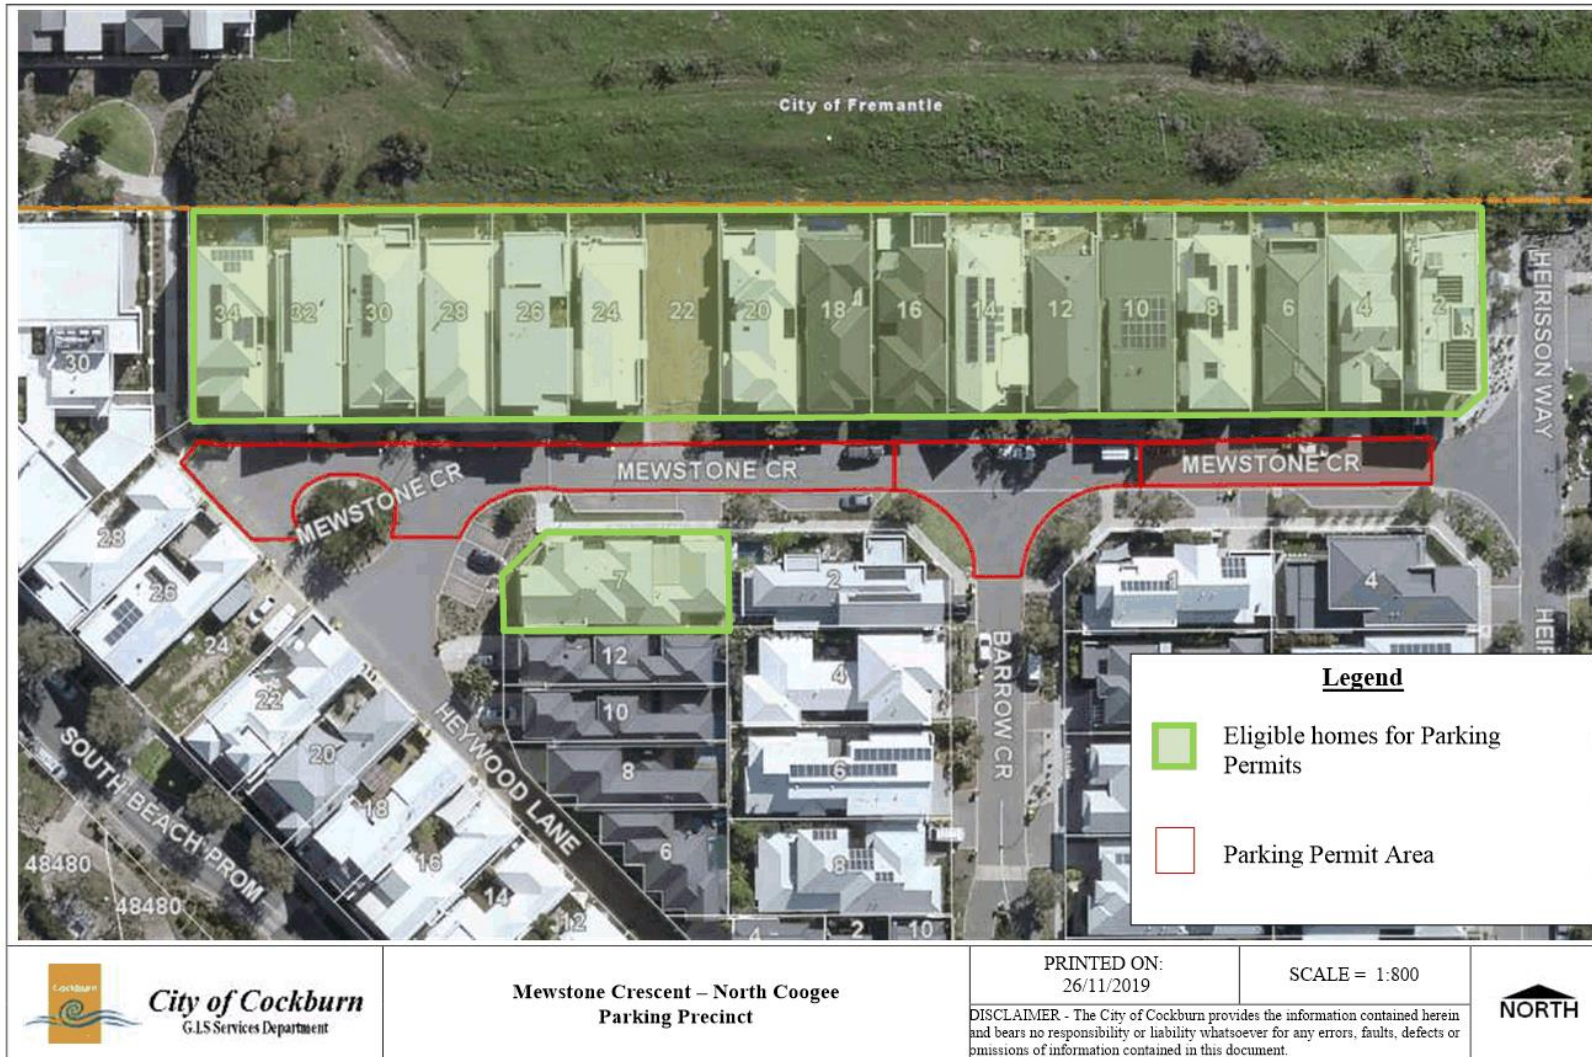 City of Fremantle
34 32 30 28 26 24 22 20 18 16 14 12 10 8 6 4 2
HEIRISSON WAY
30
MEWSTONE CR
MEWSTONE CR
MEWSTONE CR
28
7
2
1
4
26
24
12
4
BARROW CR
22
10
HEYWOOD LANE
20
8
6
SOUTH BEACH PROM
18
16
6
8
48480
14
48480
12
4
2
10
Legend
Eligible homes for Parking
Permits
Parking Permit Area
Cockburn
City of Cockburn
G.I.S Services Department
Mewstone Crescent – North Coogee
Parking Precinct
PRINTED ON:
26/11/2019
SCALE = 1:800
DISCLAIMER - The City of Cockburn provides the information contained herein
and bears no responsibility or liability whatsoever for any errors, faults, defects or
omissions of information contained in this document.
NORTH